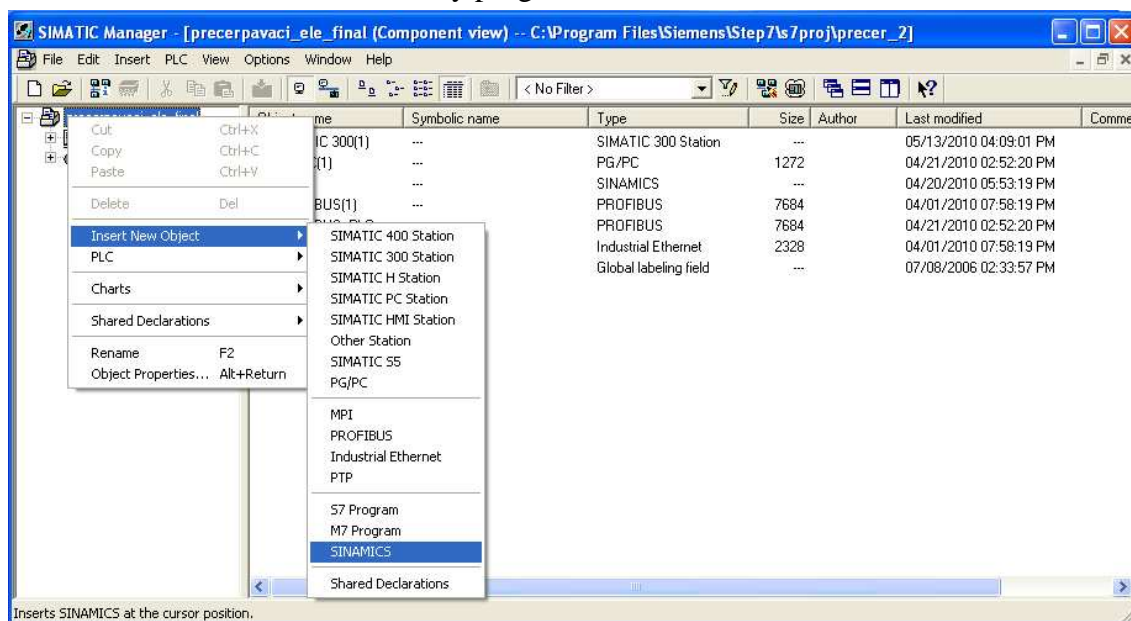 SIMATIC Manager - [precerpavaci_ele_final (Component view) -- C:\Program Files\Siemens\Step7\s7proj\precer_2]
File Edit Insert PLC View Options Window Help
< No Filter >
me Symbolic name Type Size Author Last modified Comme
Cut Ctrl+X
IC 300(1) --- SIMATIC 300 Station --- 05/13/2010 04:09:01 PM
Copy Ctrl+C
(1) --- PG/PC 1272 04/21/2010 02:52:20 PM
Paste Ctrl+V
--- SINAMICS --- 04/20/2010 05:53:19 PM
Delete Del
BUS(1) --- PROFIBUS 7684 04/01/2010 07:58:19 PM
PROFIBUS 7684 04/21/2010 02:52:20 PM
Industrial Ethernet 2328 04/01/2010 07:58:19 PM
Global labeling field --- 07/08/2006 02:33:57 PM
Insert New Object
PLC
Charts
Shared Declarations
Rename F2
Object Properties... Alt+Return
SIMATIC 400 Station
SIMATIC 300 Station
SIMATIC H Station
SIMATIC PC Station
SIMATIC HMI Station
Other Station
SIMATIC S5
PG/PC
MPI
PROFIBUS
Industrial Ethernet
PTP
S7 Program
M7 Program
SINAMICS
Shared Declarations
Inserts SINAMICS at the cursor position.